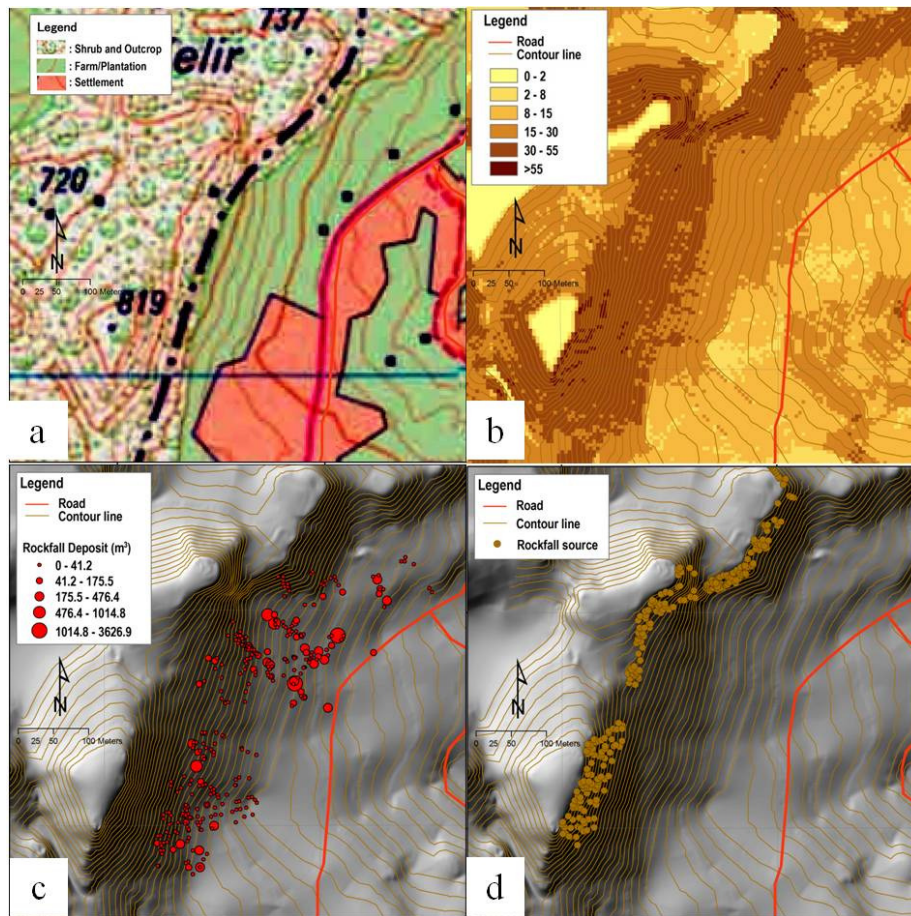 Legend
: Shrub and Outcrop
: Farm/Plantation
: Settlement
737
elir
720
819
N
0 25 50 100 Meters
a
Legend
Road
Contour line
0 - 2
2 - 8
8 - 15
15 - 30
30 - 55
>55
N
0 25 50 100 Meters
b
Legend
Road
Contour line
Rockfall Deposit (m³)
0 - 41.2
41.2 - 175.5
175.5 - 476.4
476.4 - 1014.8
1014.8 - 3626.9
N
0 25 50 100 Meters
c
Legend
Road
Contour line
Rockfall source
N
0 25 50 100 Meters
d